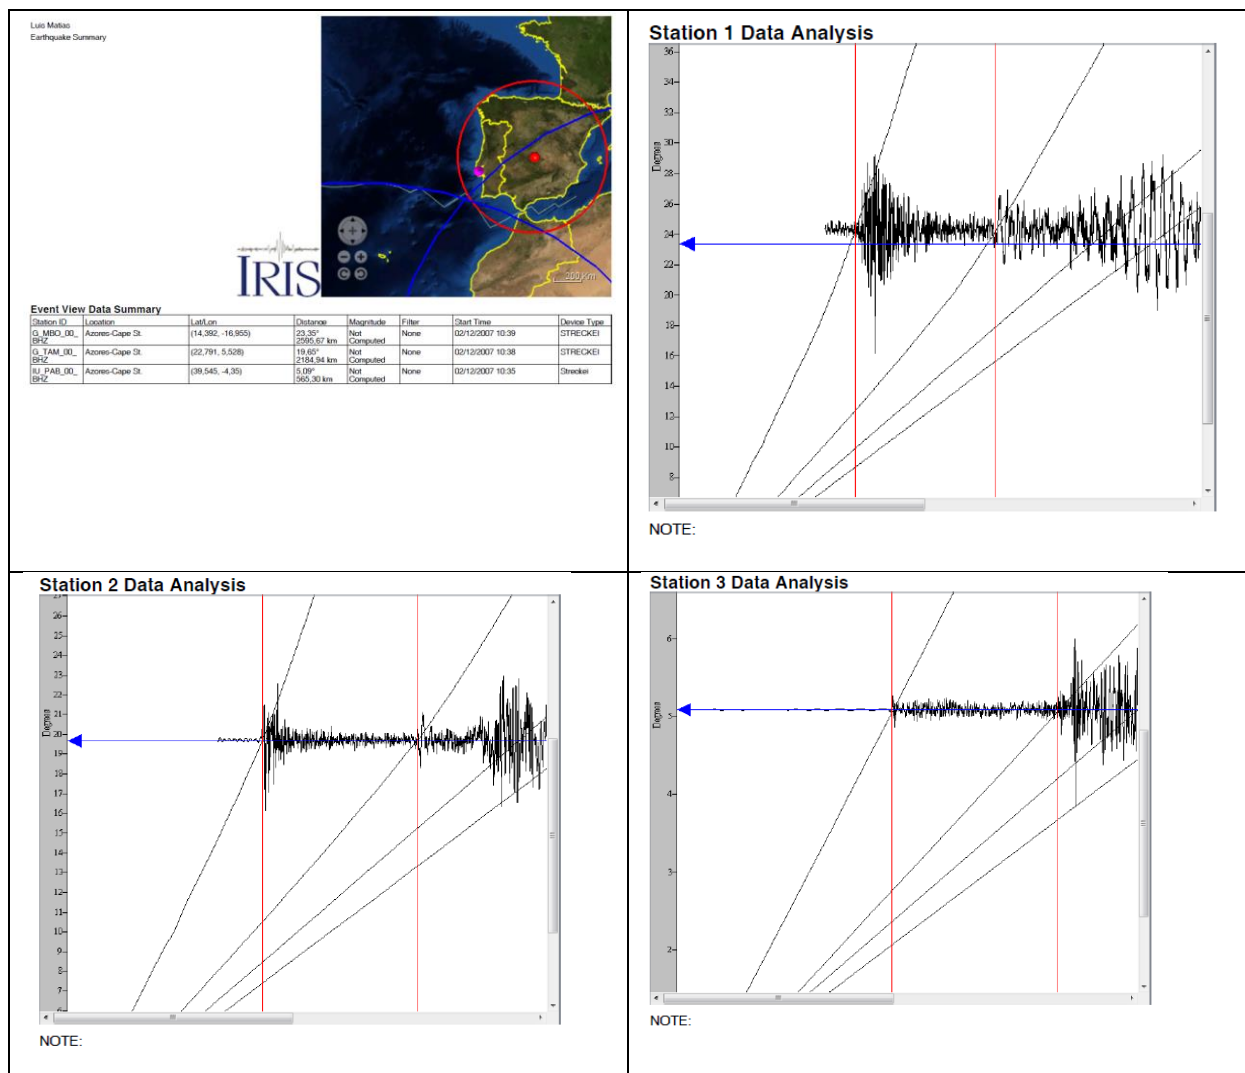 Luis Matias
Earthquake Summary
200 Km
IRIS
Event View Data Summary
Station ID Location Lat/Lon Distance Magnitude Filter Start Time Device Type
G_MBO_00_BHZ Azores-Cape St. (14,392, -16,955) 23,35° 2595,67 km Not Computed None 02/12/2007 10:39 STRECKEI
G_TAM_00_BHZ Azores-Cape St. (22,791, 5,528) 19,65° 2184,94 km Not Computed None 02/12/2007 10:38 STRECKEI
IU_PAB_00_BHZ Azores-Cape St. (39,545, -4,35) 5,09° 565,30 km Not Computed None 02/12/2007 10:35 Streckei
Station 1 Data Analysis
36
34
32
30
28
26
24
22
20
18
16
14
12
10
8
Degrees
NOTE:
Station 2 Data Analysis
27
26
25
24
23
22
21
20
19
18
17
16
15
14
13
12
11
10
9
8
7
6
Degrees
NOTE:
Station 3 Data Analysis
6
5
4
3
2
Degrees
NOTE: